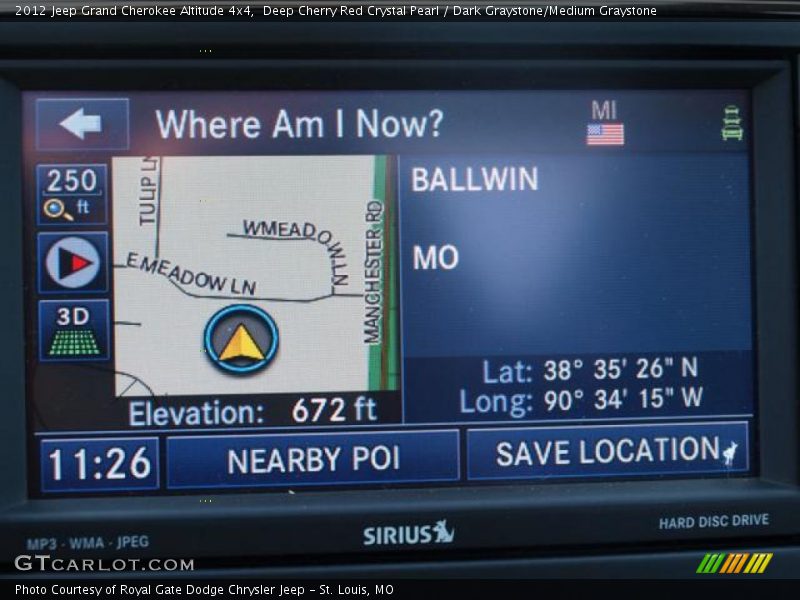 2012 Jeep Grand Cherokee Altitude 4x4, Deep Cherry Red Crystal Pearl / Dark Graystone/Medium Graystone
Where Am I Now?
MI
250
ft
3D
TULIP LN
WMEADOWN LN
E MEADOW LN
MANCHESTER RD
BALLWIN
MO
Lat: 38° 35' 26" N
Long: 90° 34' 15" W
Elevation: 672 ft
11:26
NEARBY POI
SAVE LOCATION
MP3 - WMA - JPEG
SIRIUS
HARD DISC DRIVE
GTCARLOT.COM
Photo Courtesy of Royal Gate Dodge Chrysler Jeep - St. Louis, MO